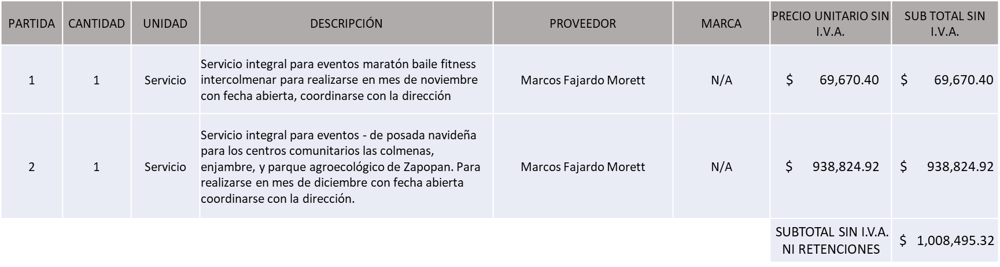 PARTIDA CANTIDAD UNIDAD DESCRIPCIÓN PROVEEDOR MARCA PRECIO UNITARIO SIN I.V.A. SUB TOTAL SIN I.V.A.
1 1 Servicio
Servicio integral para eventos maratón baile fitness
intercolmenar para realizarse en mes de noviembre
con fecha abierta, coordinarse con la dirección
Marcos Fajardo Morett N/A $ 69,670.40 $ 69,670.40
2 1 Servicio
Servicio integral para eventos - de posada navideña
para los centros comunitarios las colmenas,
enjambre, y parque agroecológico de Zapopan. Para
realizarse en mes de diciembre con fecha abierta
coordinarse con la dirección.
Marcos Fajardo Morett N/A $ 938,824.92 $ 938,824.92
SUBTOTAL SIN I.V.A.
NI RETENCIONES
$ 1,008,495.32